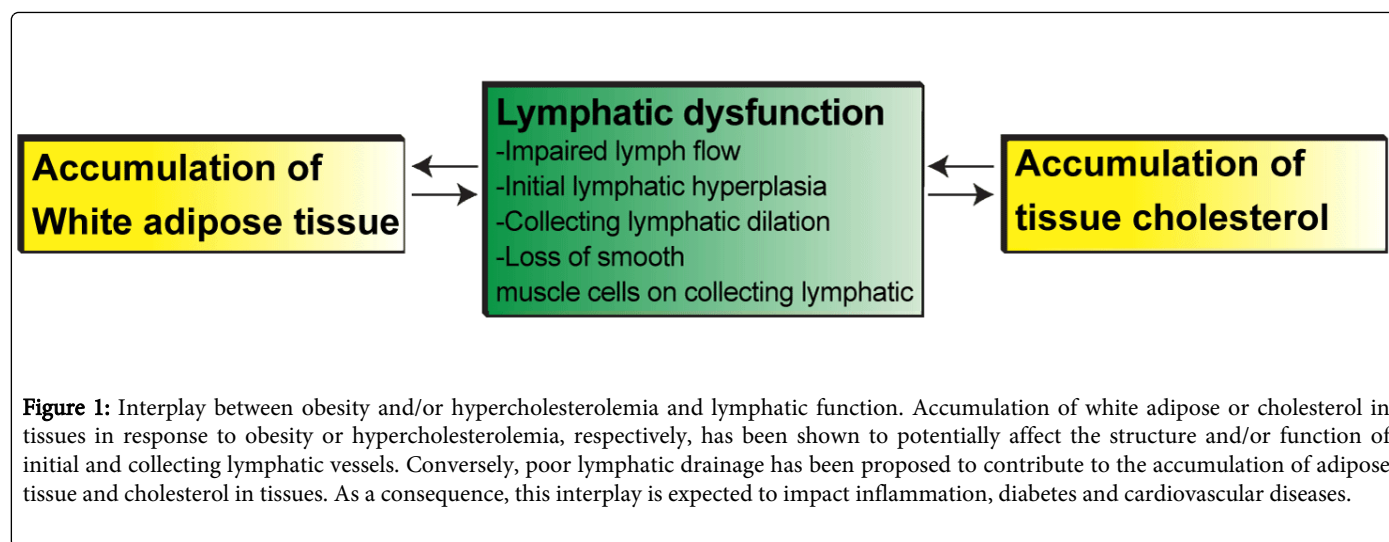 Accumulation of
White adipose tissue
Lymphatic dysfunction
-Impaired lymph flow
-Initial lymphatic hyperplasia
-Collecting lymphatic dilation
-Loss of smooth
muscle cells on collecting lymphatic
Accumulation of
tissue cholesterol
Figure 1: Interplay between obesity and/or hypercholesterolemia and lymphatic function. Accumulation of white adipose or cholesterol in
tissues in response to obesity or hypercholesterolemia, respectively, has been shown to potentially affect the structure and/or function of
initial and collecting lymphatic vessels. Conversely, poor lymphatic drainage has been proposed to contribute to the accumulation of adipose
tissue and cholesterol in tissues. As a consequence, this interplay is expected to impact inflammation, diabetes and cardiovascular diseases.